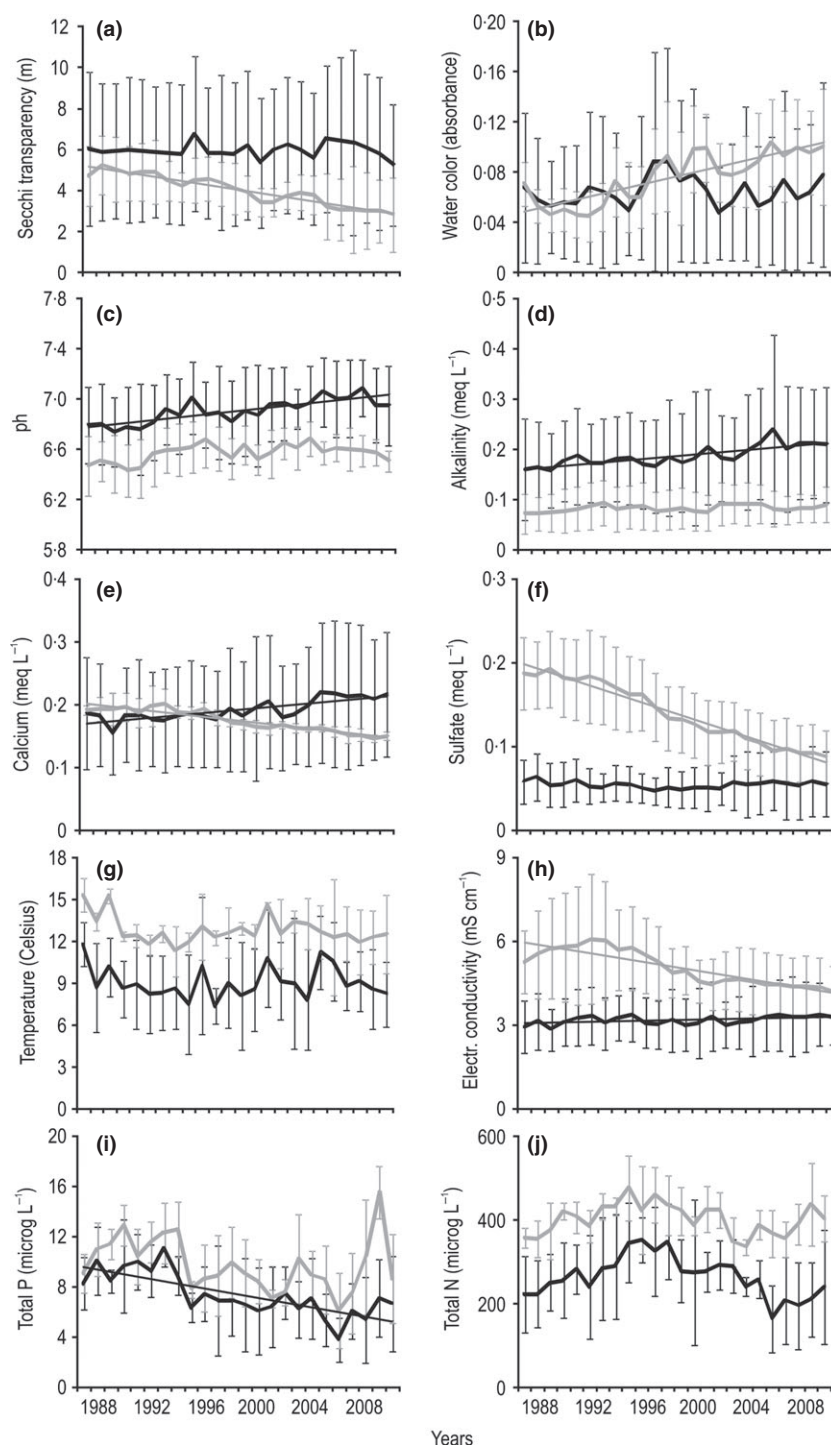 (a)
Secchi transparency (m)
12
10
8
6
4
2
0
(b)
Water color (absorbance)
0·20
0·16
0·12
0·08
0·04
0
(c)
ph
7·8
7·4
7·0
6·6
6·2
5·8
(d)
Alkalinity (meq L⁻¹)
0·5
0·4
0·3
0·2
0·1
0
(e)
Calcium (meq L⁻¹)
0·4
0·3
0·2
0·1
0
(f)
Sulfate (meq L⁻¹)
0·3
0·2
0·1
0
(g)
Temperature (Celsius)
18
15
12
9
6
3
0
(h)
Electr. conductivity (mS cm⁻¹)
9
6
3
0
(i)
Total P (microg L⁻¹)
20
16
12
8
4
0
1988 1992 1996 2000 2004 2008
(j)
Total N (microg L⁻¹)
600
400
200
0
1988 1992 1996 2000 2004 2008
Years